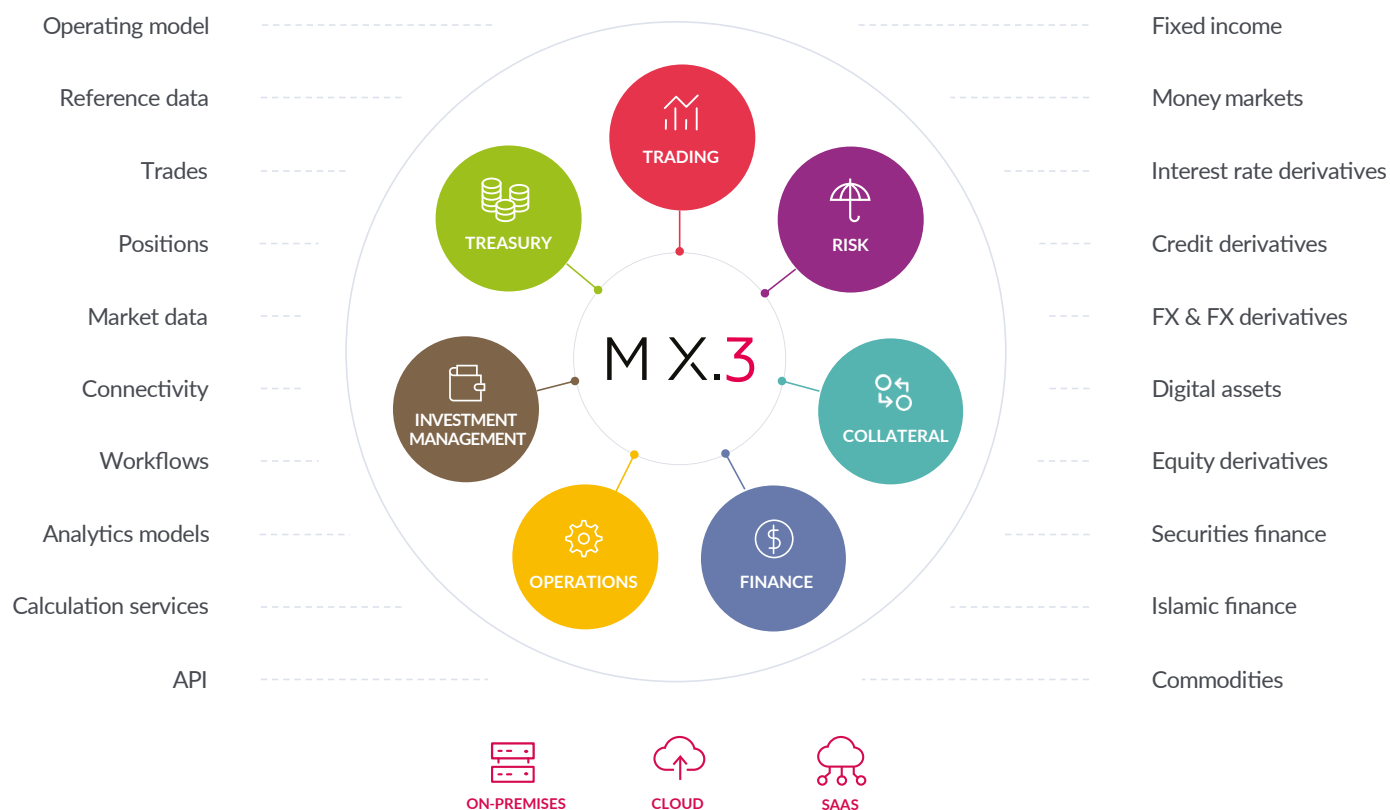 Operating model
Reference data
Trades
Positions
Market data
Connectivity
Workflows
Analytics models
Calculation services
API
TRADING
TREASURY
RISK
MX.3
INVESTMENT
MANAGEMENT
COLLATERAL
OPERATIONS
FINANCE
Fixed income
Money markets
Interest rate derivatives
Credit derivatives
FX & FX derivatives
Digital assets
Equity derivatives
Securities finance
Islamic finance
Commodities
ON-PREMISES
CLOUD
SAAS